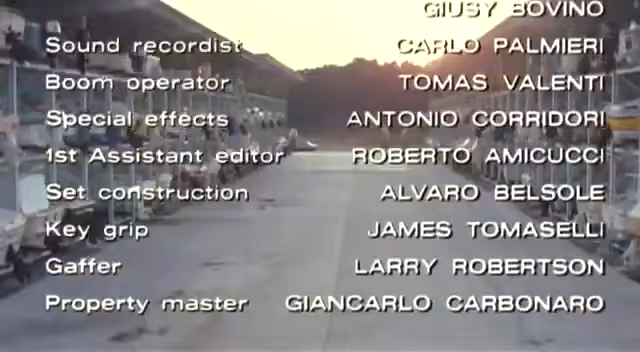 GIUSY BOVINO
Sound recordist CARLO PALMIERI
Boom operator TOMAS VALENTI
Special effects ANTONIO CORRIDORI
1st Assistant editor ROBERTO AMICUCCI
Set construction ALVARO BELSOLE
Key grip JAMES TOMASELLI
Gaffer LARRY ROBERTSON
Property master GIANCARLO CARBONARO